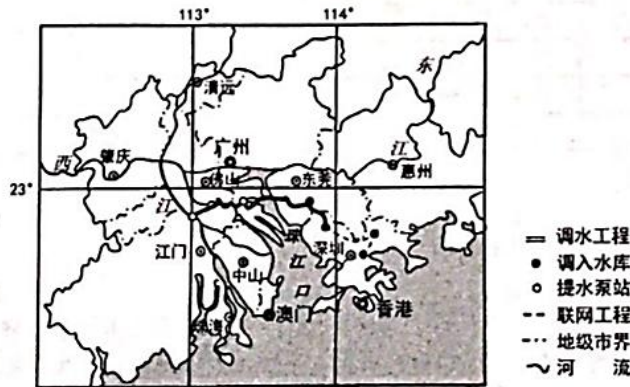 113° 114°
东
清远
广州
江
肇庆
惠州
西
佛山
东莞
23°
江
珠
江门
深圳
江
中山
口
香港
澳门
珠海
调水工程
调入水库
提水泵站
联网工程
地级市界
河 流